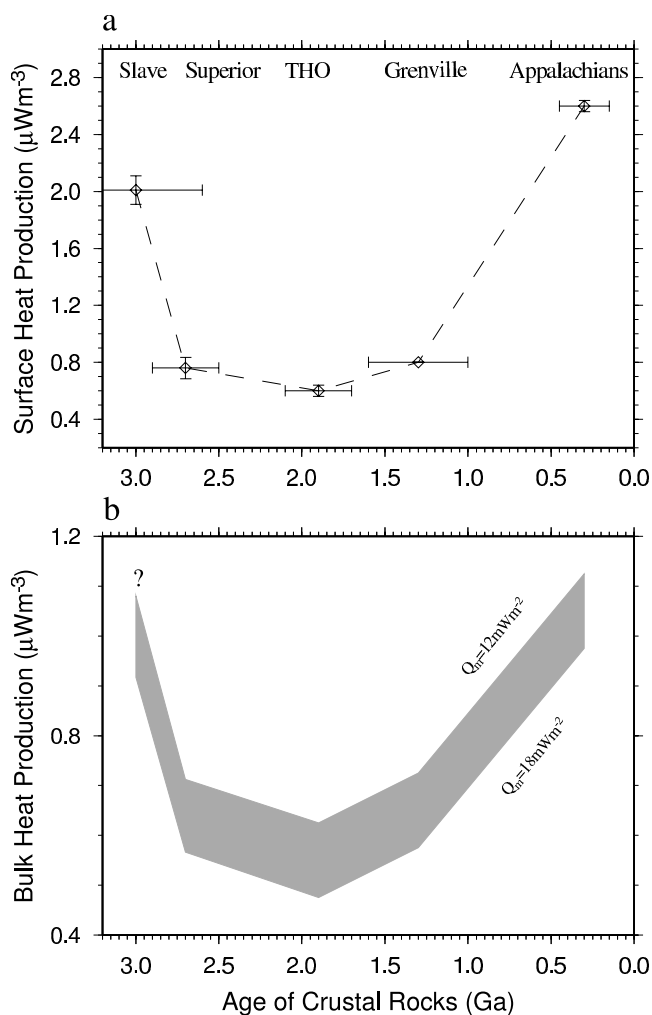 a
Slave Superior THO Grenville Appalachians
2.8
2.4
2.0
1.6
1.2
0.8
0.4
Surface Heat Production (μWm-3)
3.0 2.5 2.0 1.5 1.0 0.5 0.0
b
1.2
0.8
0.4
?
Qm=12mWm-2
Qm=18mWm-2
Bulk Heat Production (μWm-3)
3.0 2.5 2.0 1.5 1.0 0.5 0.0
Age of Crustal Rocks (Ga)